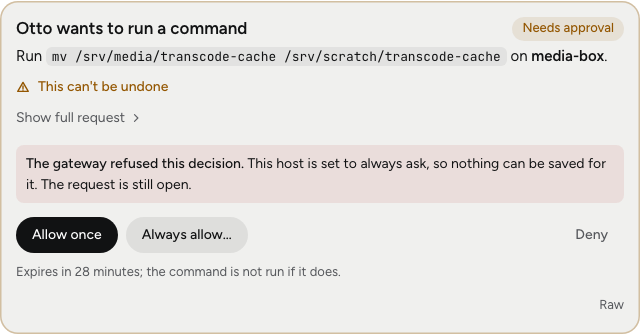 Otto wants to run a command
Needs approval
Run mv /srv/media/transcode-cache /srv/scratch/transcode-cache on media-box.
This can't be undone
Show full request
The gateway refused this decision. This host is set to always ask, so nothing can be saved for
it. The request is still open.
Allow once
Always allow...
Deny
Expires in 28 minutes; the command is not run if it does.
Raw